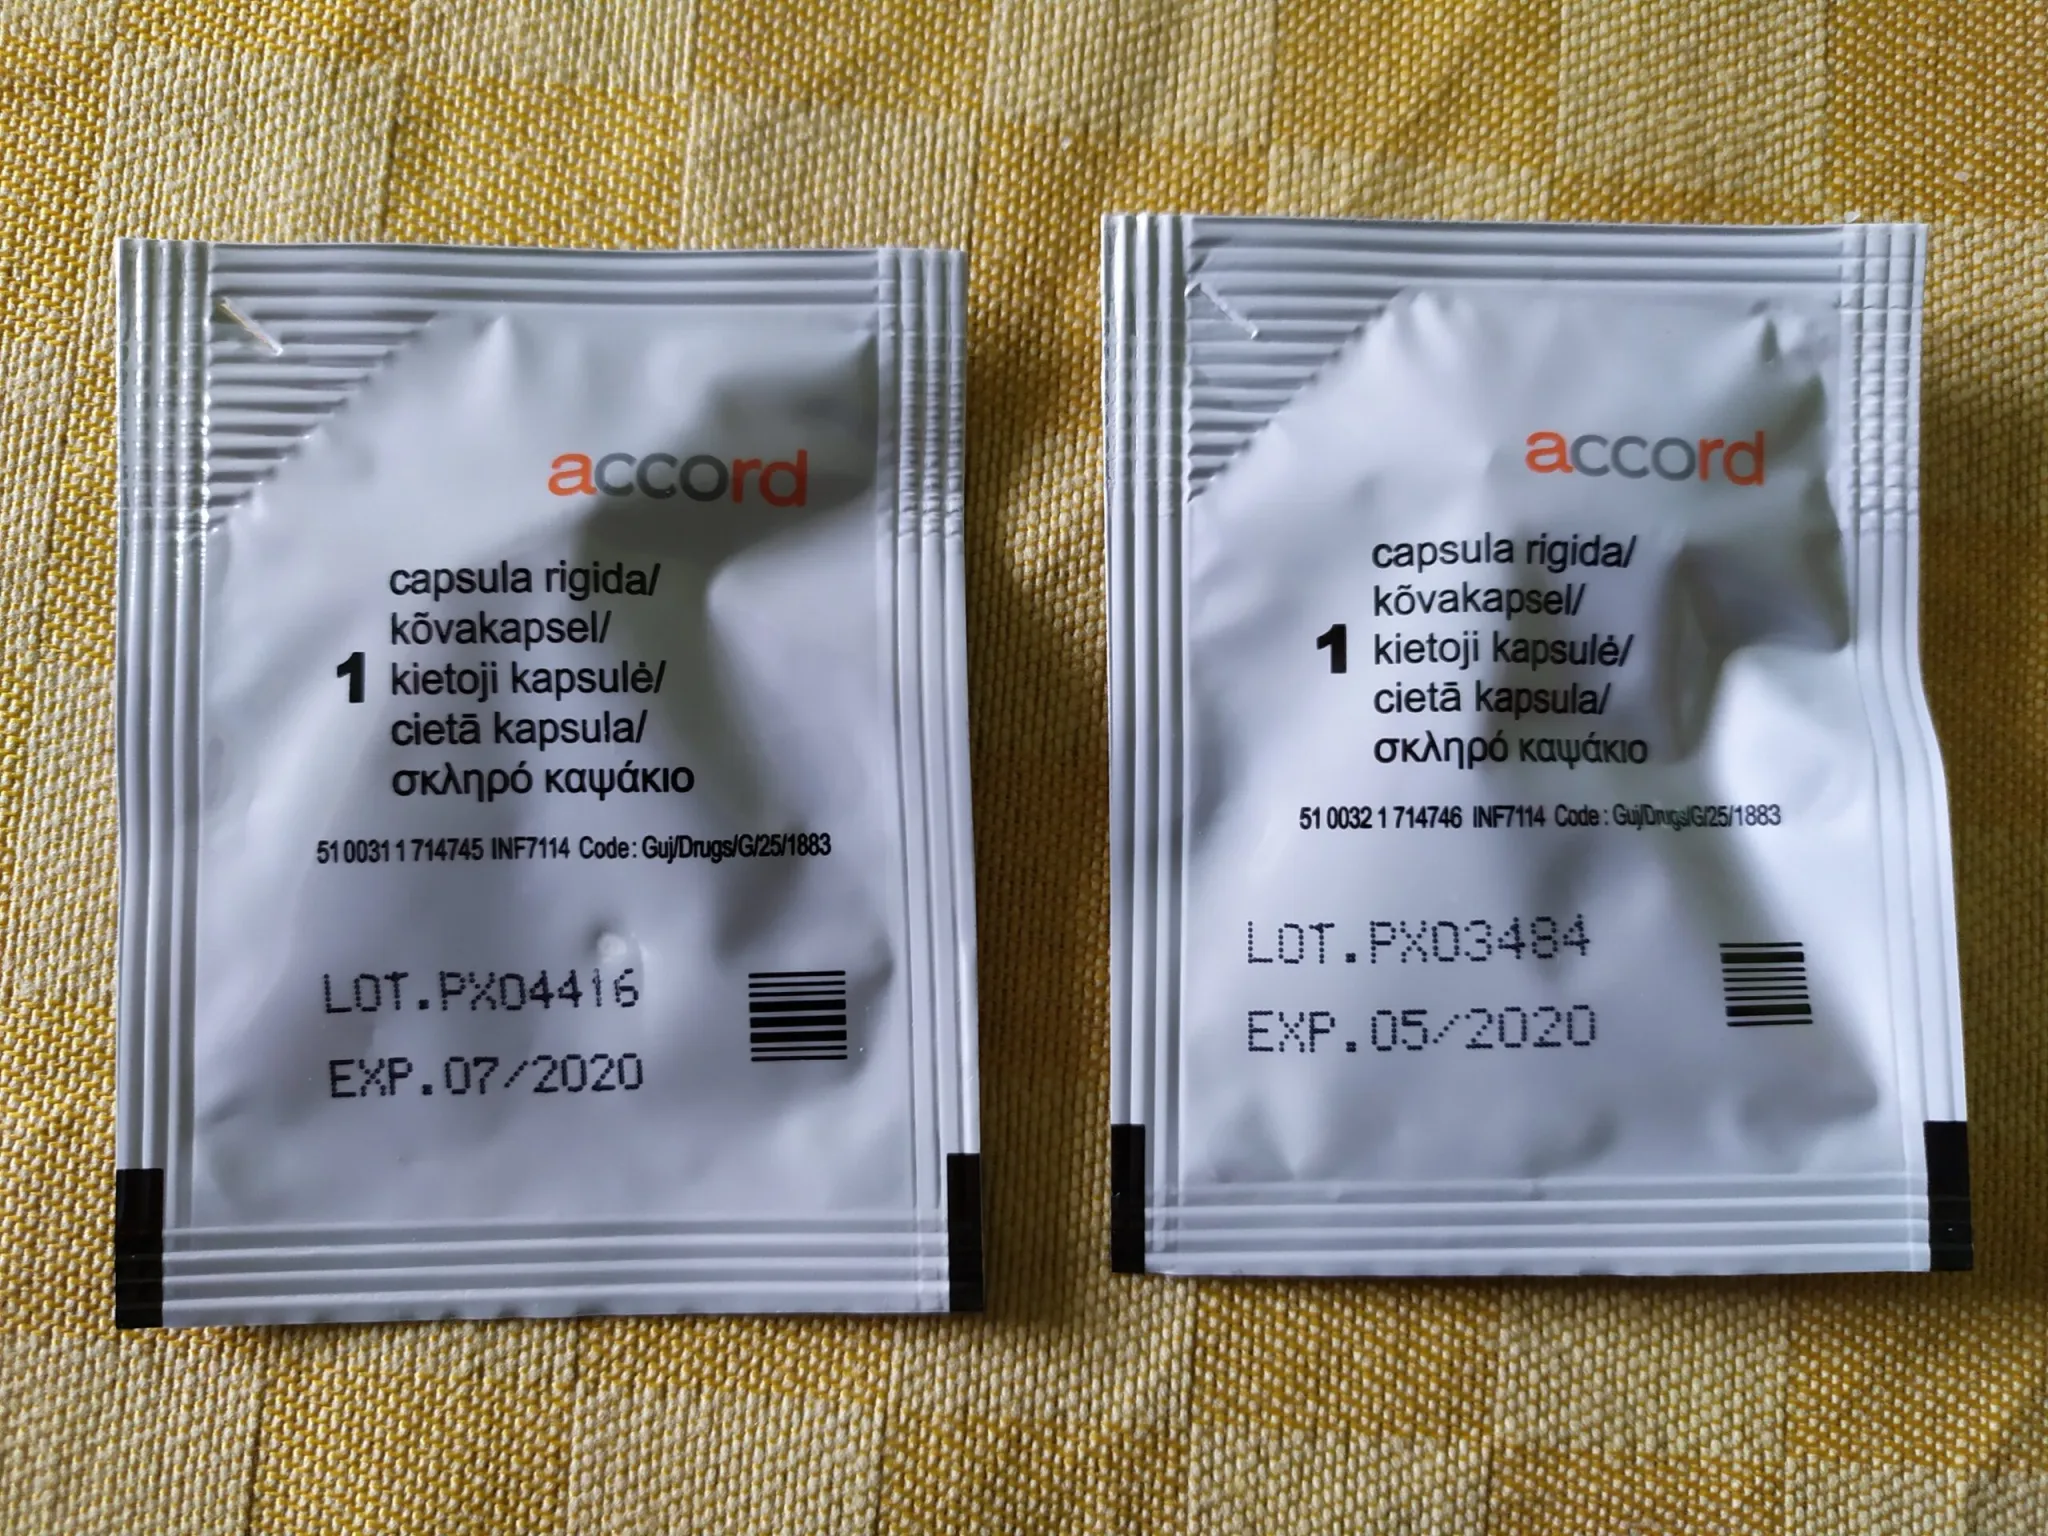 accord
capsula rigida/
kõvakapsel/
1 kietoji kapsulė/
cietā kapsula/
σκληρό καψάκιο
51 0031 1 714745 INF7114 Code: Guj/Drugs/G/25/1883
LOT.PX04416
EXP.07/2020
accord
capsula rigida/
kõvakapsel/
1 kietoji kapsulė/
cietā kapsula/
σκληρό καψάκιο
51 0032 1 714746 INF7114 Code: Guj/Drugs/G/25/1883
LOT.PX03484
EXP.05/2020